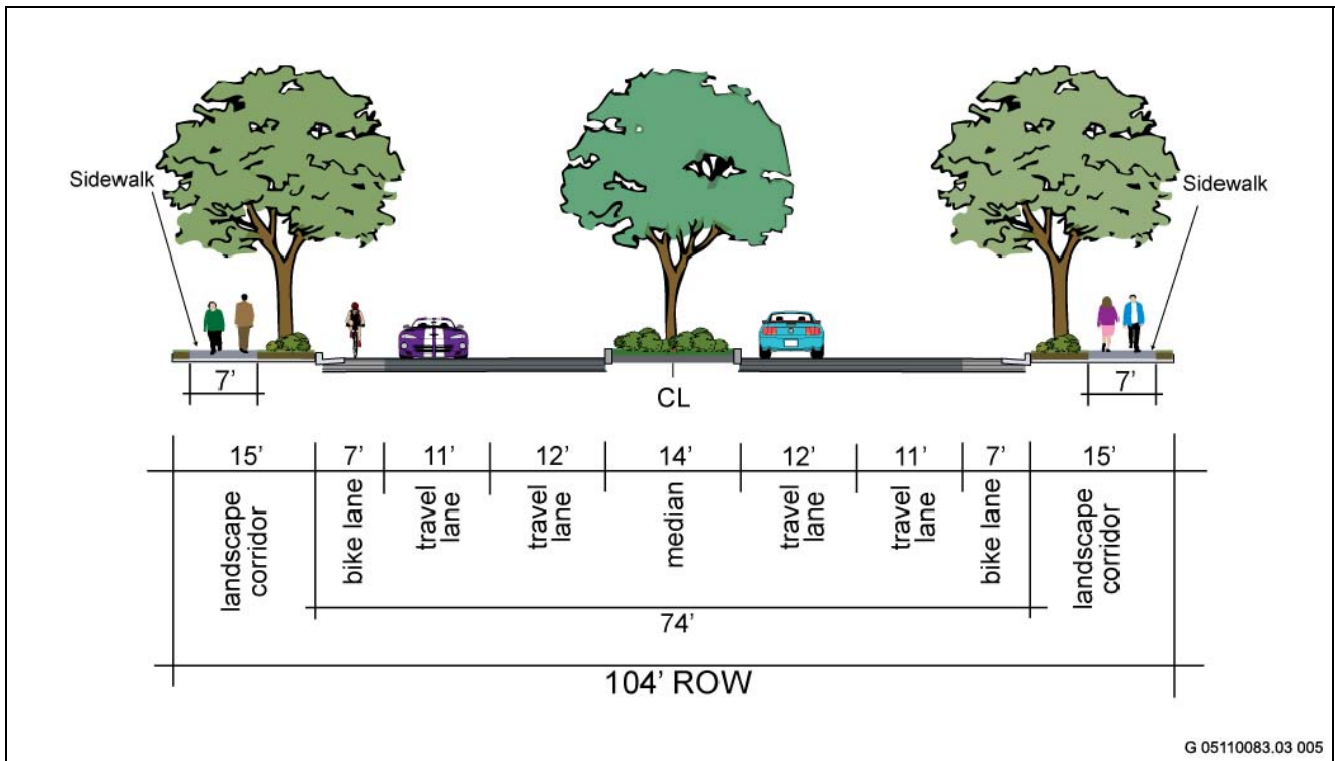 Sidewalk
Sidewalk
7’
7’
CL
15’ 7’ 11’ 12’ 14’ 12’ 11’ 7’ 15’
landscape
corridor
bike lane
travel
lane
travel
lane
median
travel
lane
travel
lane
bike lane
landscape
corridor
74’
104’ ROW
G 05110083.03 005